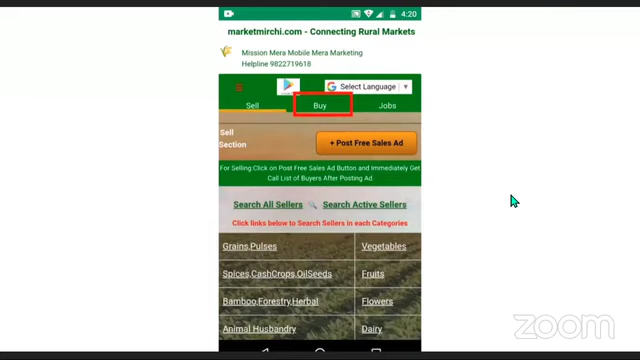 4:20
marketmirchi.com - Connecting Rural Markets
Mission Mera Mobile Mera Marketing
Helpline 9822719618
Select Language
Sell Buy Jobs
Sell
Section
+ Post Free Sales Ad
For Selling:Click on Post Free Sales Ad Button and Immediately Get
Call List of Buyers After Posting Ad.
Search All Sellers Search Active Sellers
Click links below to Search Sellers in each Categories
Grains,Pulses Vegetables
Spices,CashCrops,OilSeeds Fruits
Bamboo,Forestry,Herbal Flowers
Animal Husbandry Dairy
zoom